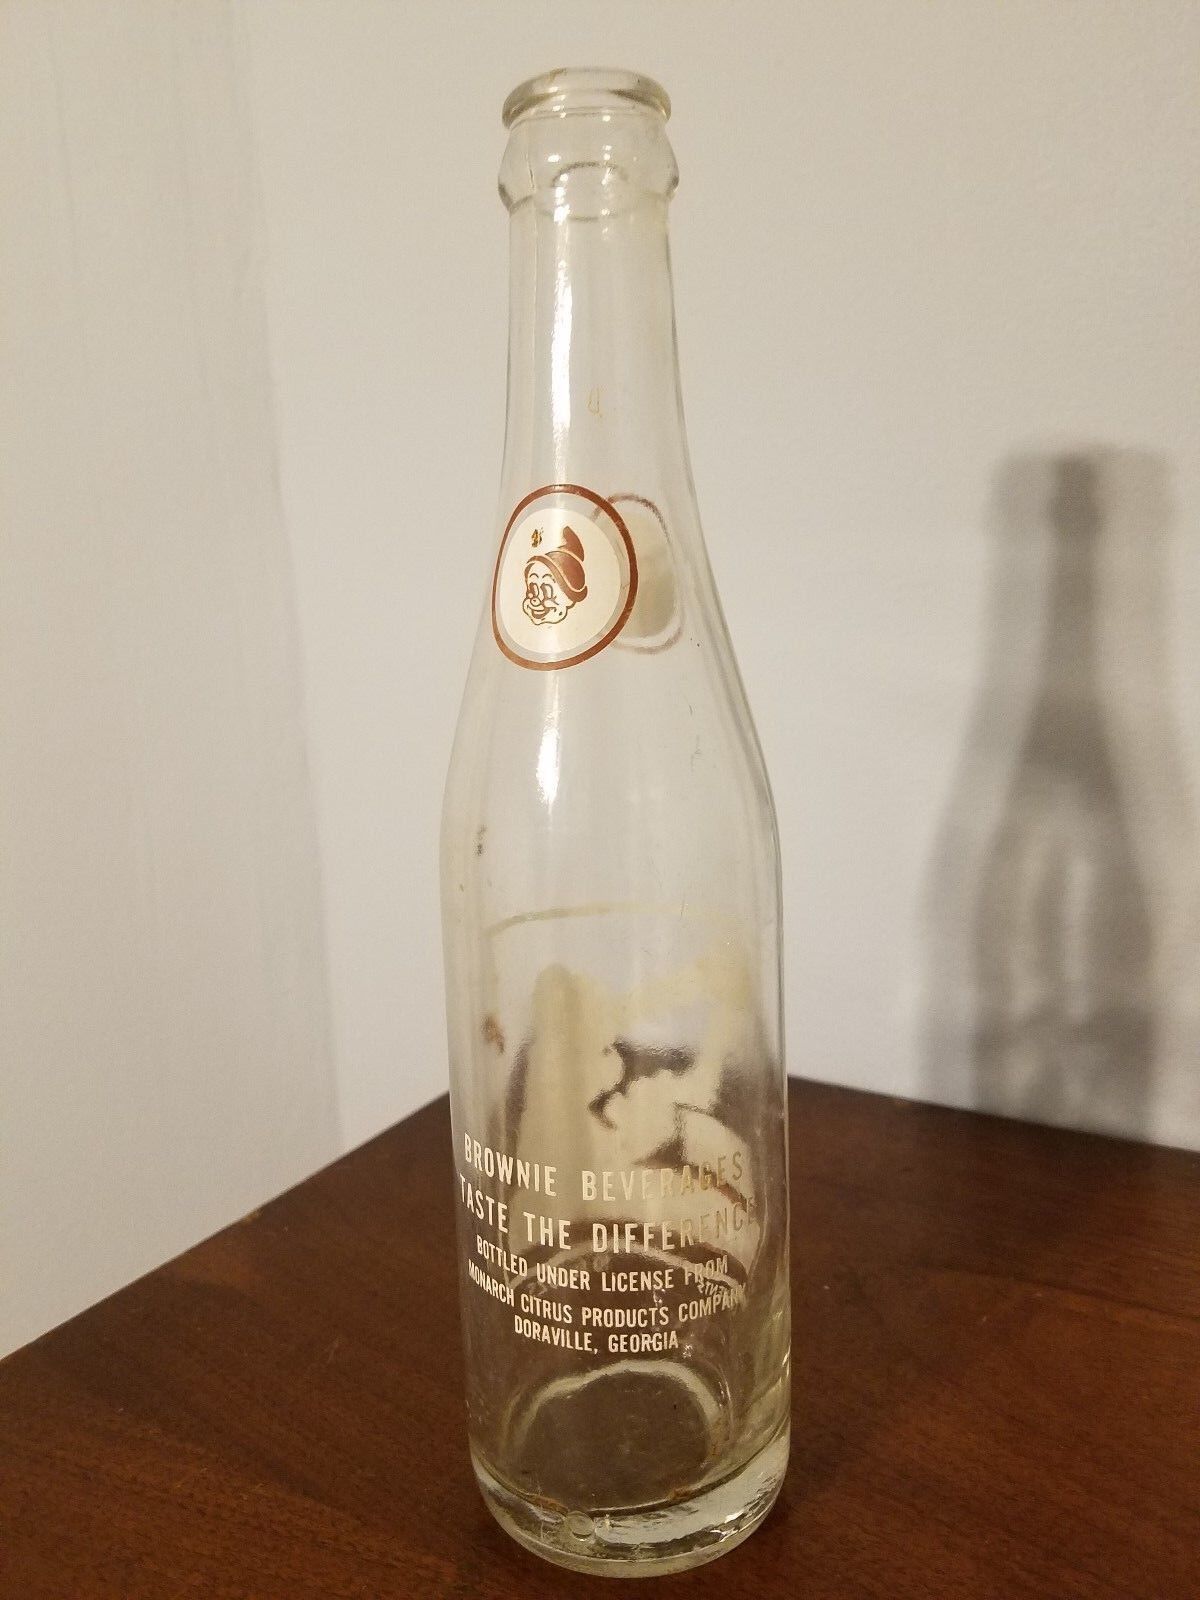 BROWNIE BEVERAGES
TASTE THE DIFFERENCE
BOTTLED UNDER LICENSE FROM
MONARCH CITRUS PRODUCTS COMPANY
DORAVILLE, GEORGIA